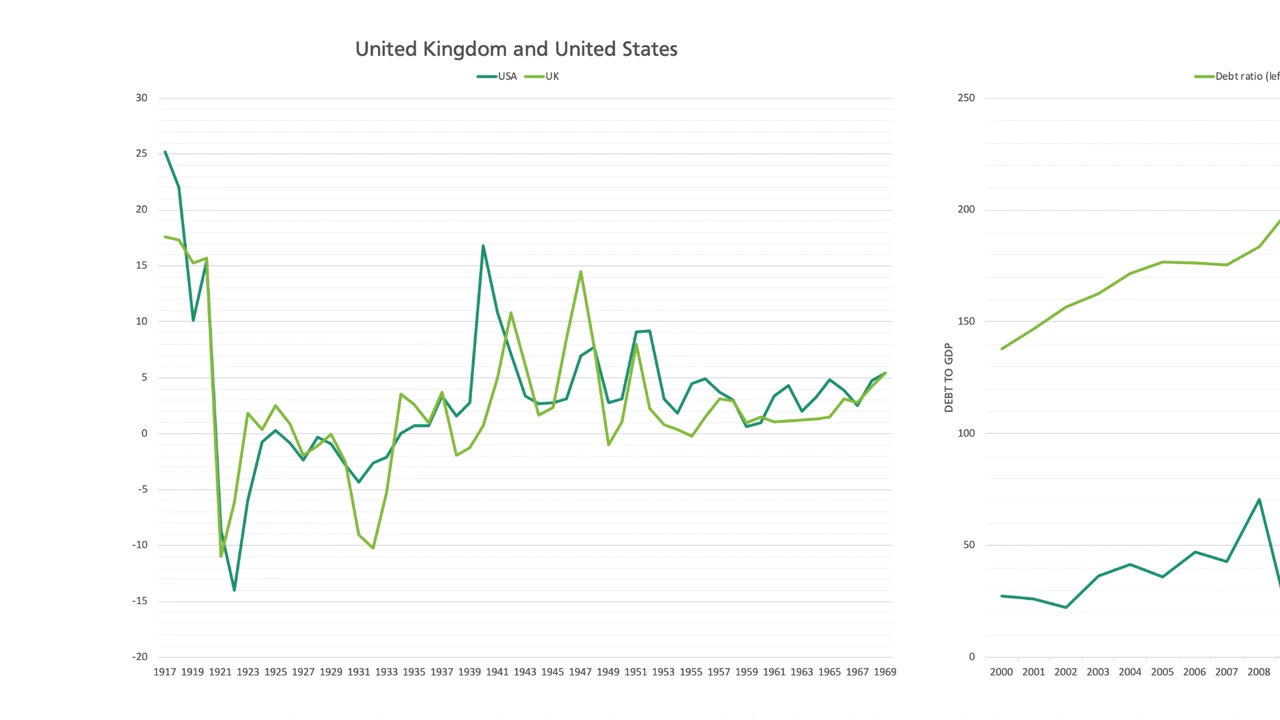 United Kingdom and United States
USA UK
30
25
20
15
10
5
0
-5
-10
-15
-20
1917 1919 1921 1923 1925 1927 1929 1931 1933 1935 1937 1939 1941 1943 1945 1947 1949 1951 1953 1955 1957 1959 1961 1963 1965 1967 1969
Debt ratio (lef
250
200
150
100
50
0
DEBT TO GDP
2000 2001 2002 2003 2004 2005 2006 2007 2008